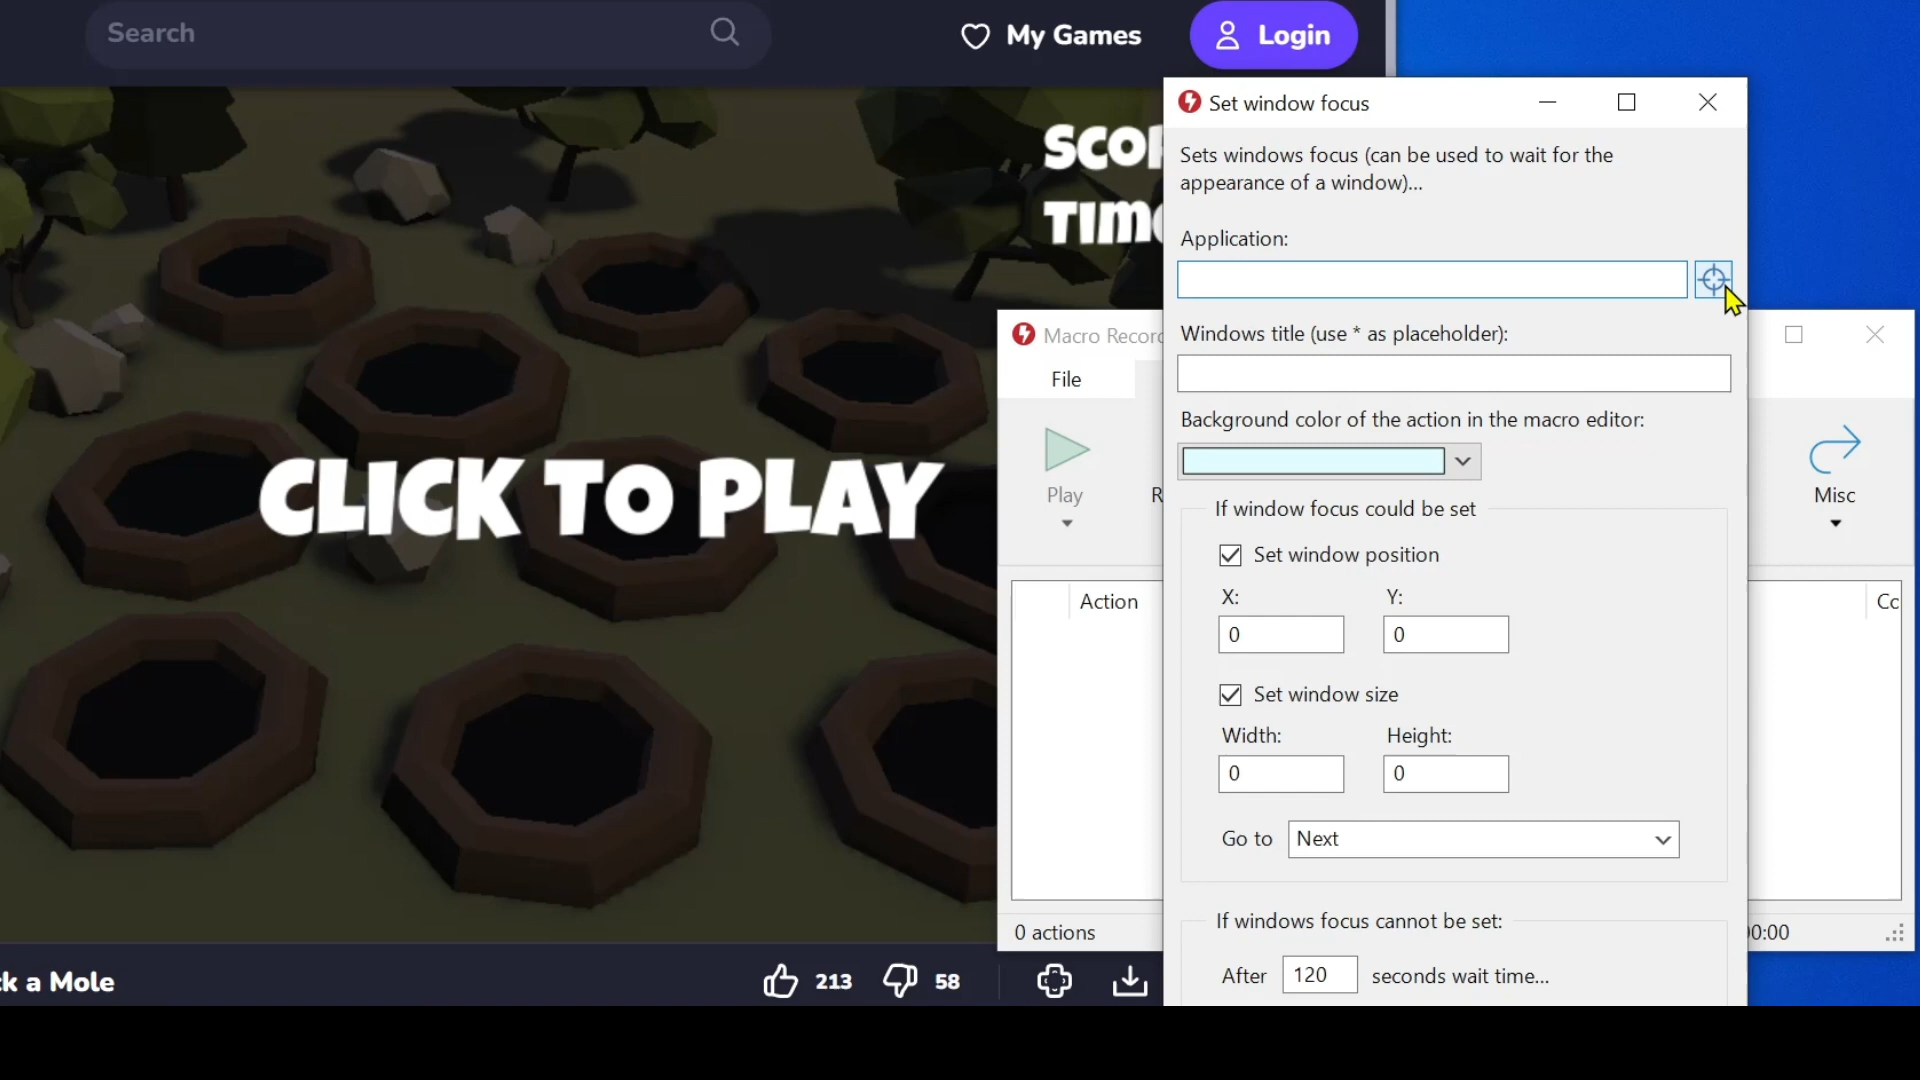 Search
My Games
Login
SCO
TIM
CLICK TO PLAY
ck a Mole
213
58
Set window focus
Sets windows focus (can be used to wait for the
appearance of a window)...
Application:
Windows title (use * as placeholder):
Background color of the action in the macro editor:
If window focus could be set
Set window position
X:
Y:
0
0
Set window size
Width:
Height:
0
0
Go to
Next
If windows focus cannot be set:
After
120
seconds wait time...
Macro Recor
File
Play
R
Misc
Action
Co
0 actions
0:00